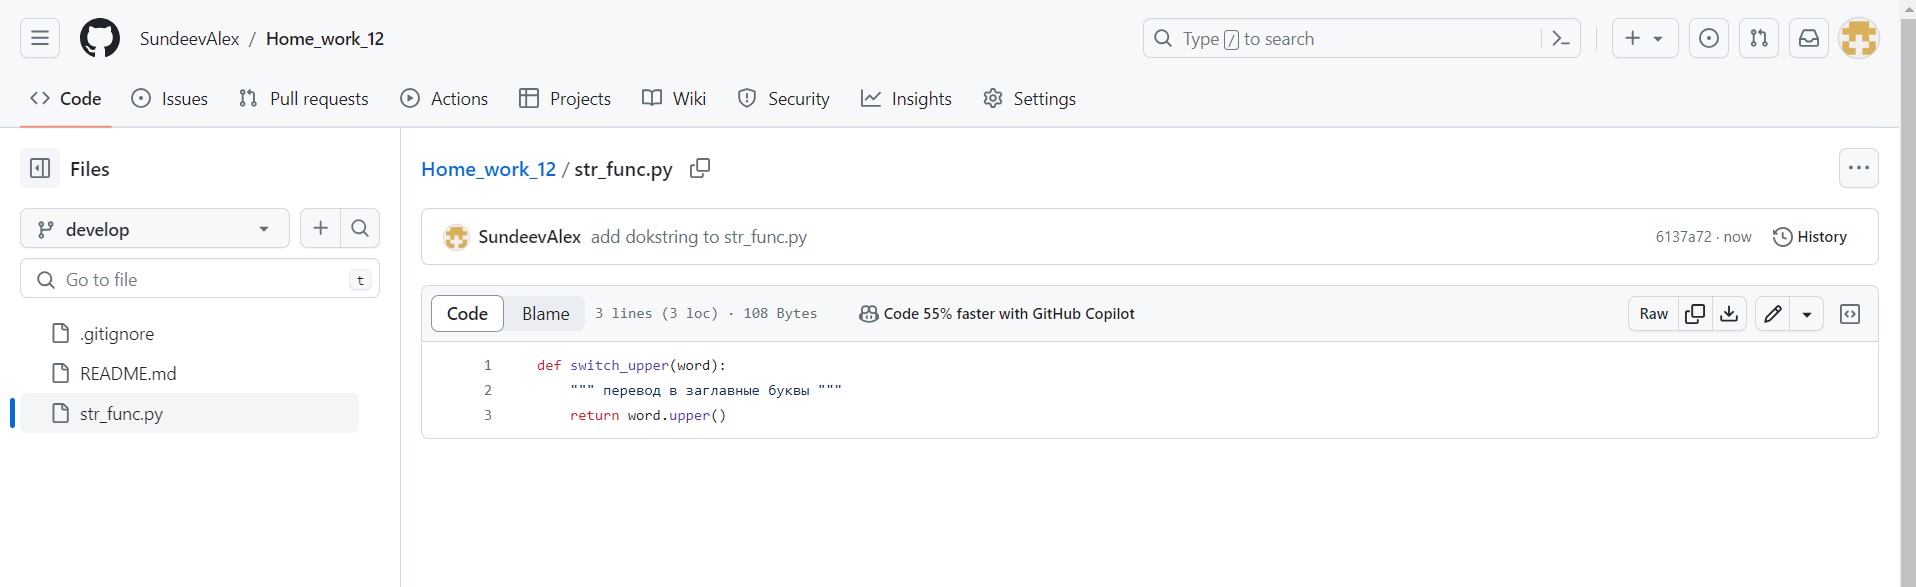 SundeevAlex / Home_work_12
Type / to search
Code
Issues
Pull requests
Actions
Projects
Wiki
Security
Insights
Settings
Files
develop
Go to file
t
.gitignore
README.md
str_func.py
Home_work_12 / str_func.py
SundeevAlex add dokstring to str_func.py
6137a72 · now
History
Code
Blame
3 lines (3 loc) · 108 Bytes
Code 55% faster with GitHub Copilot
Raw
1 def switch_upper(word):
2 """ перевод в заглавные буквы """
3 return word.upper()